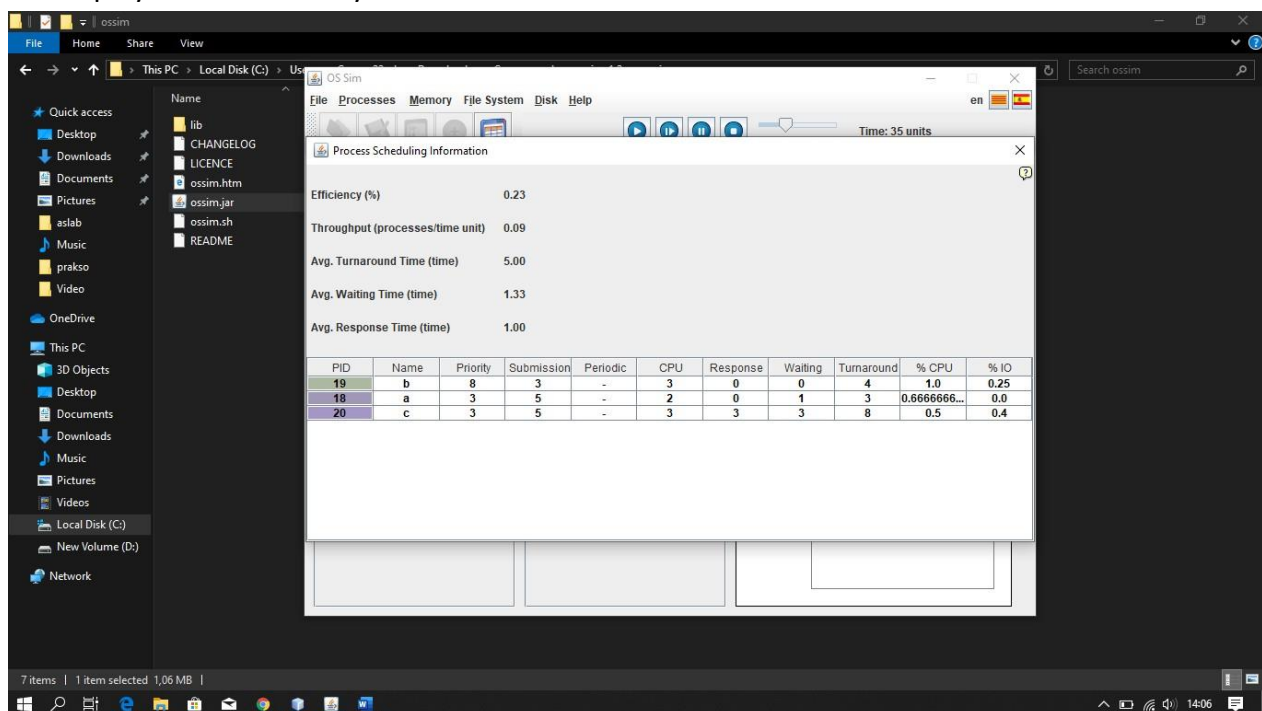 ossim
File Home Share View
This PC > Local Disk (C:) > Search ossim
Quick access
Desktop
Downloads
Documents
Pictures
aslab
Music
prakso
Video
OneDrive
This PC
3D Objects
Desktop
Documents
Downloads
Music
Pictures
Videos
Local Disk (C:)
New Volume (D:)
Network
Name
lib
CHANGELOG
LICENCE
ossim.htm
ossim.jar
ossim.sh
README
OS Sim
File Processes Memory File System Disk Help en
Time: 35 units
Process Scheduling Information
Efficiency (%) 0.23
Throughput (processes/time unit) 0.09
Avg. Turnaround Time (time) 5.00
Avg. Waiting Time (time) 1.33
Avg. Response Time (time) 1.00
PID Name Priority Submission Periodic CPU Response Waiting Turnaround % CPU % IO
19 b 8 3 - 3 0 0 4 1.0 0.25
18 a 3 5 - 2 0 1 3 0.6666666... 0.0
20 c 3 5 - 3 3 3 8 0.5 0.4
7 items | 1 item selected 1,06 MB |
14:06